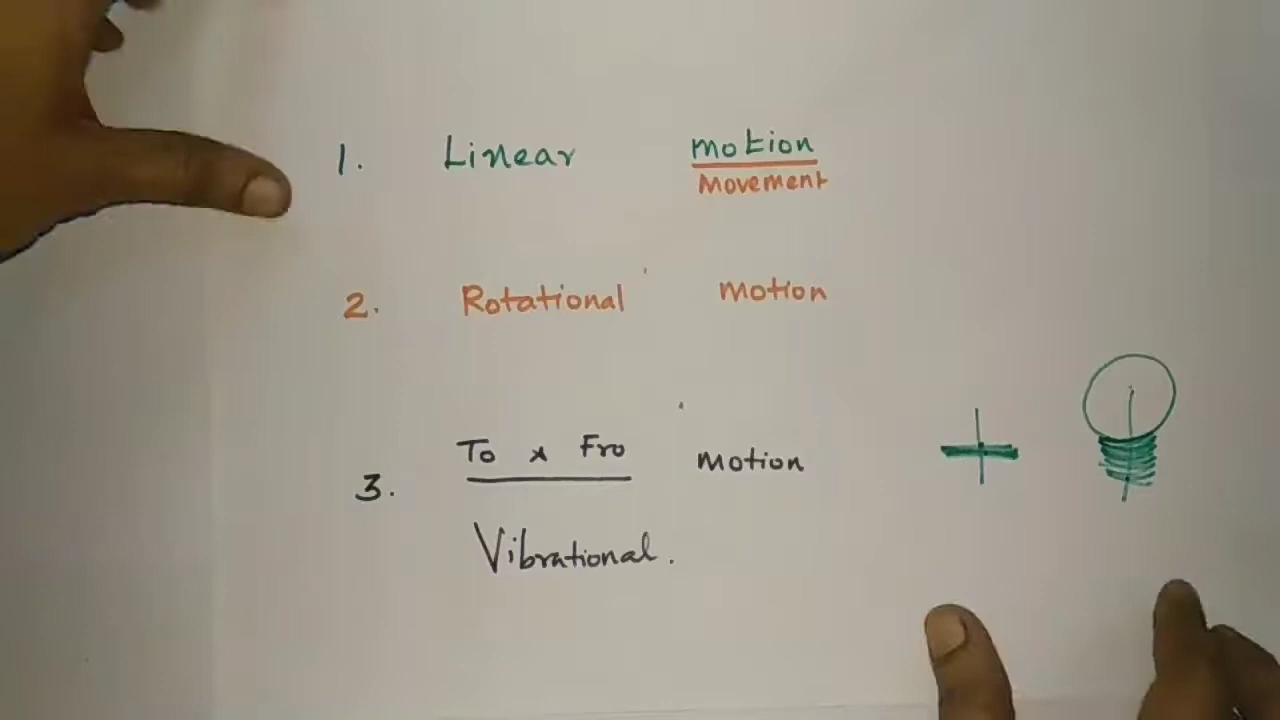 1. Linear motion
Movement
2. Rotational motion
3. To & Fro motion
Vibrational.